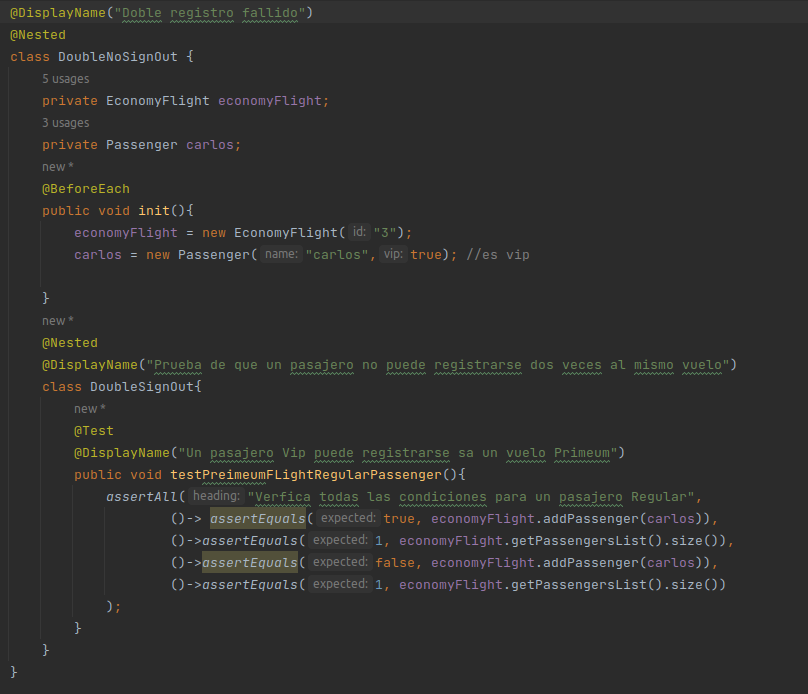 @DisplayName("Doble registro fallido")
@Nested
class DoubleNoSignOut {
5 usages
private EconomyFlight economyFlight;
3 usages
private Passenger carlos;
new *
@BeforeEach
public void init(){
economyFlight = new EconomyFlight( id: "3");
carlos = new Passenger( name: "carlos", vip: true); //es vip
}
new *
@Nested
@DisplayName("Prueba de que un pasajero no puede registrarse dos veces al mismo vuelo")
class DoubleSignOut{
new *
@Test
@DisplayName("Un pasajero Vip puede registrarse sa un vuelo Primeum")
public void testPreimeumFLightRegularPassenger(){
assertAll( heading: "Verfica todas las condiciones para un pasajero Regular",
()-> assertEquals( expected: true, economyFlight.addPassenger(carlos)),
()->assertEquals( expected: 1, economyFlight.getPassengersList().size()),
()->assertEquals( expected: false, economyFlight.addPassenger(carlos)),
()->assertEquals( expected: 1, economyFlight.getPassengersList().size())
);
}
}
}